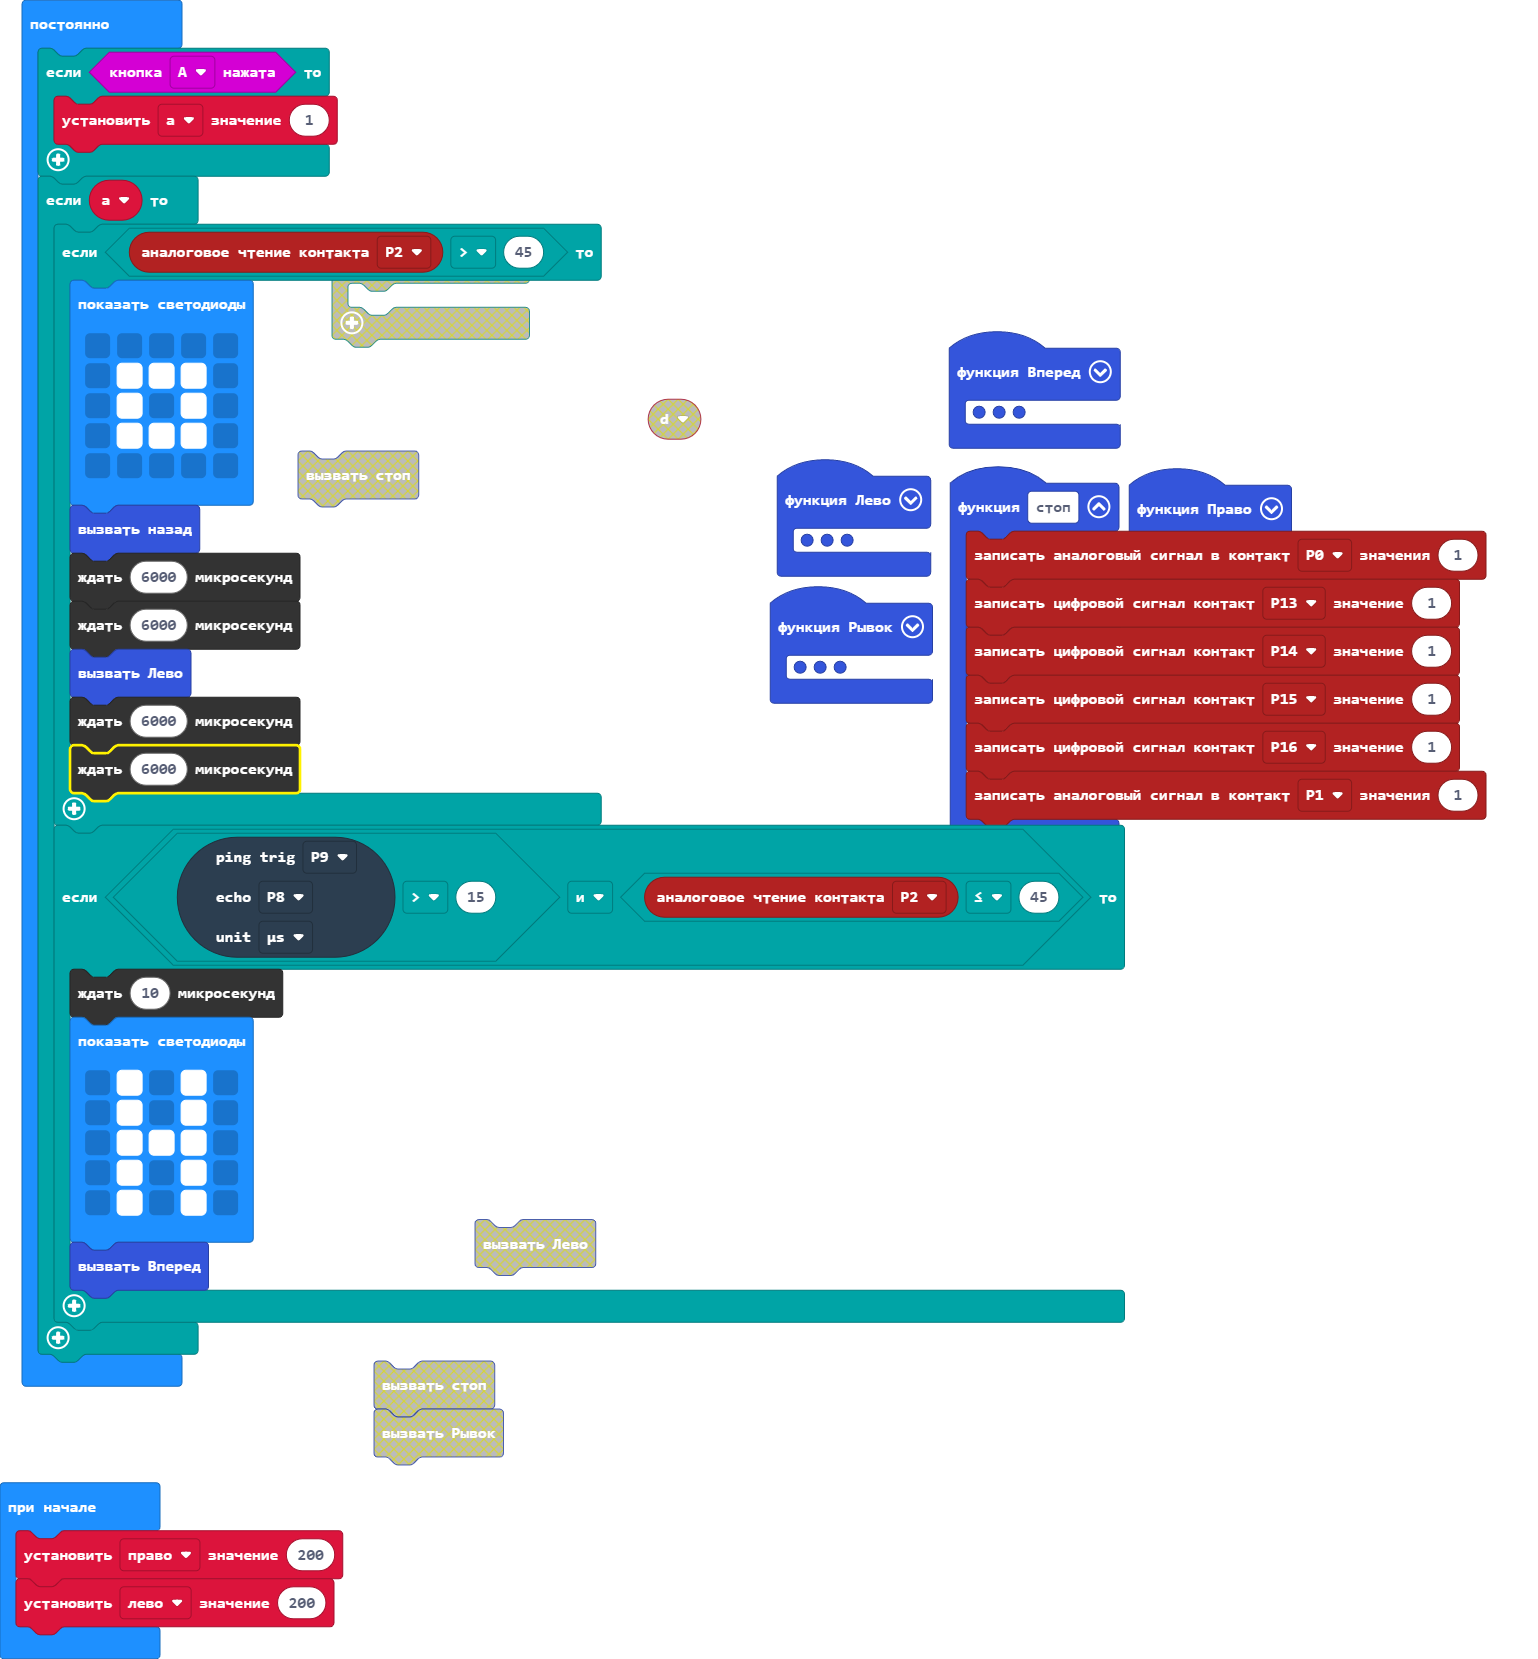 постоянно
если кнопка A нажата то
установить a значение 1
если a то
если аналоговое чтение контакта P2 > 45 то
показать светодиоды
вызвать назад
ждать 6000 микросекунд
ждать 6000 микросекунд
вызвать Лево
ждать 6000 микросекунд
ждать 6000 микросекунд
если ping trig P9
echo P8
unit µs
> 15 и аналоговое чтение контакта P2 ≤ 45 то
ждать 10 микросекунд
показать светодиоды
вызвать Вперед
вызвать стоп
d
функция Вперед
функция Лево
функция Рывок
функция стоп
функция Право
записать аналоговый сигнал в контакт P0 значения 1
записать цифровой сигнал контакт P13 значение 1
записать цифровой сигнал контакт P14 значение 1
записать цифровой сигнал контакт P15 значение 1
записать цифровой сигнал контакт P16 значение 1
записать аналоговый сигнал в контакт P1 значения 1
вызвать Лево
вызвать стоп
вызвать Рывок
при начале
установить право значение 200
установить лево значение 200